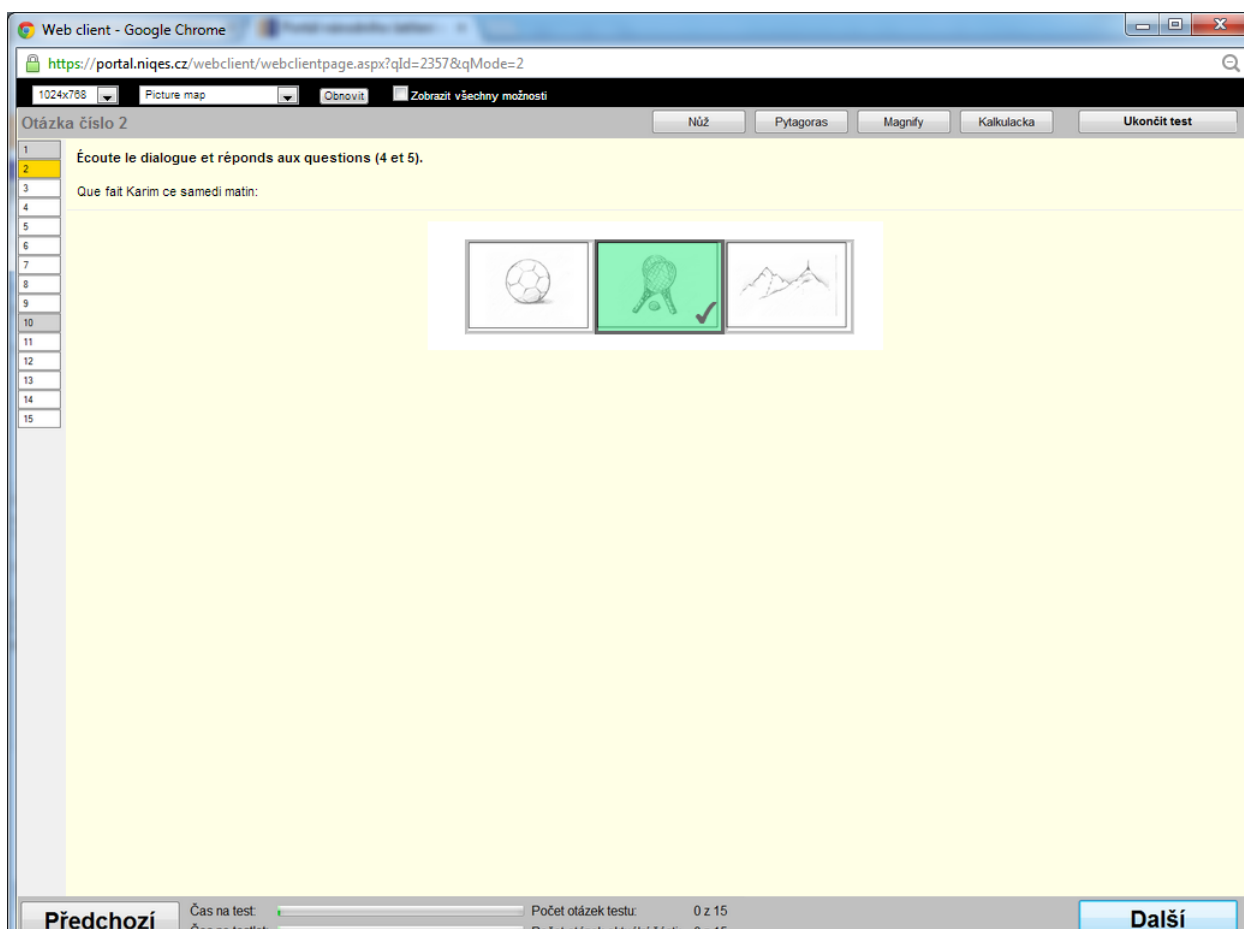 Web client - Google Chrome
https://portal.niqes.cz/webclient/webclientpage.aspx?qId=2357&qMode=2
1024x768 Picture map Obnovit Zobrazit všechny možnosti
Otázka číslo 2 Nůž Pytagoras Magnify Kalkulacka Ukončit test
1
2
3
4
5
6
7
8
9
10
11
12
13
14
15
Écoute le dialogue et réponds aux questions (4 et 5).
Que fait Karim ce samedi matin:
Předchozí Čas na test: Počet otázek testu: 0 z 15 Další